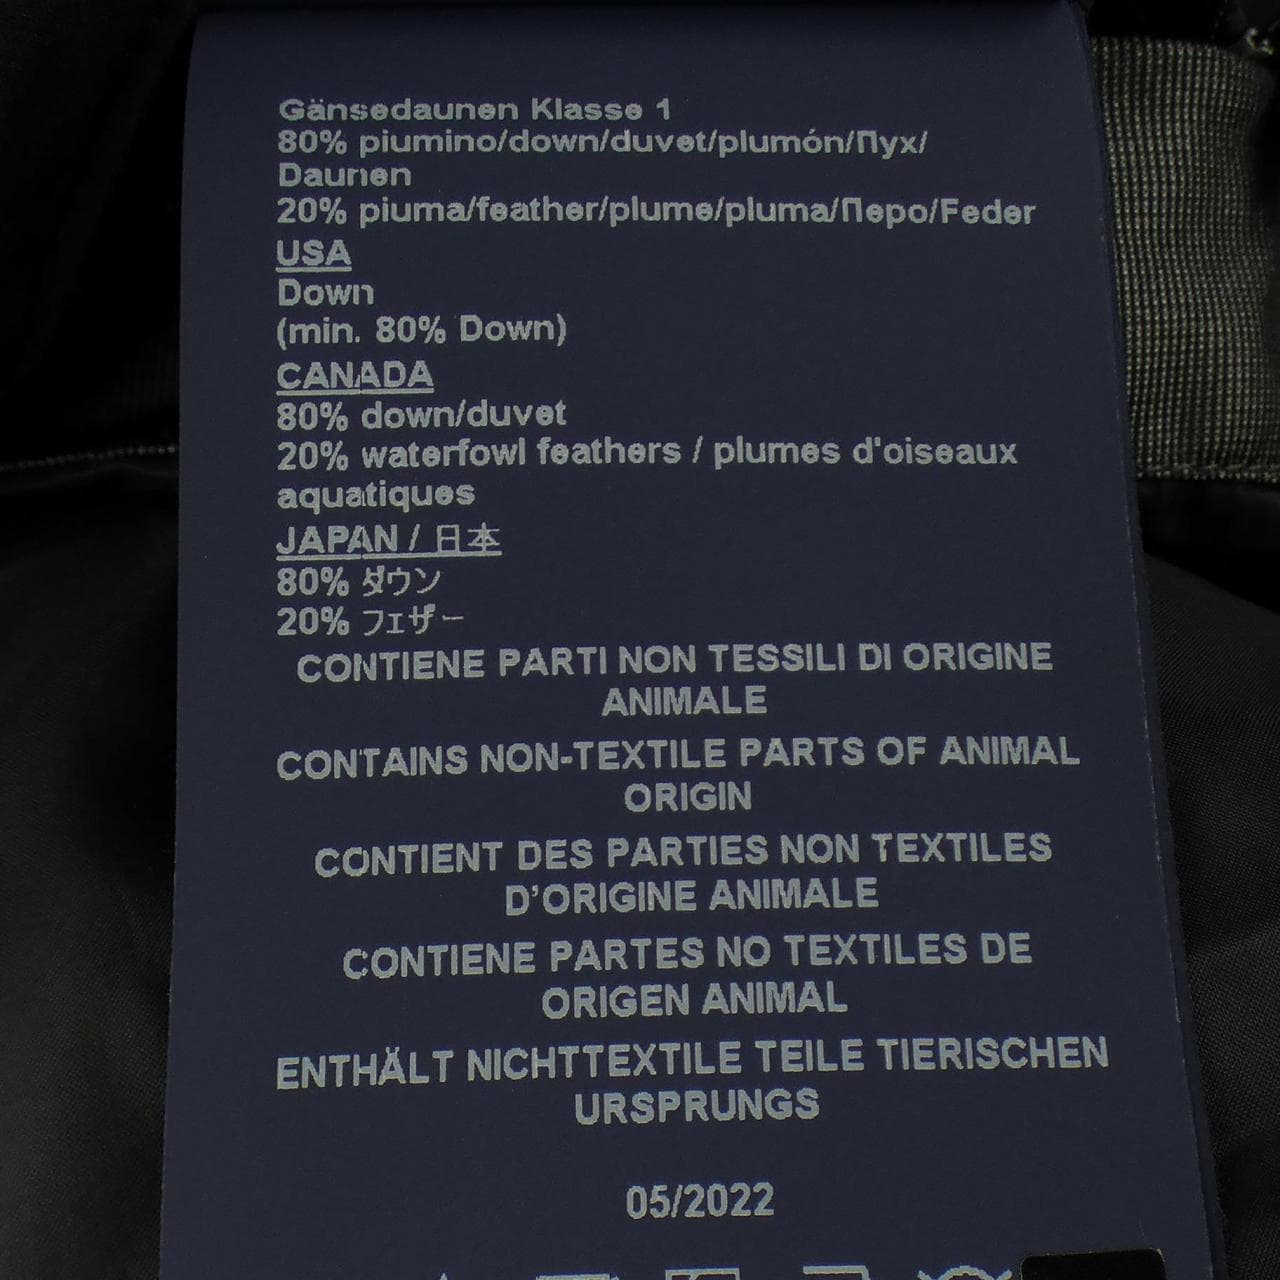 Gänsedaunen Klasse 1
80% piumino/down/duvet/plumón/Пух/
Daunen
20% piuma/feather/plume/pluma/Перо/Feder
USA
Down
(min. 80% Down)
CANADA
80% down/duvet
20% waterfowl feathers / plumes d'oiseaux
aquatiques
JAPAN / 日本
80% ダウン
20% フェザー
CONTIENE PARTI NON TESSILI DI ORIGINE
ANIMALE
CONTAINS NON-TEXTILE PARTS OF ANIMAL
ORIGIN
CONTIENT DES PARTIES NON TEXTILES
D'ORIGINE ANIMALE
CONTIENE PARTES NO TEXTILES DE
ORIGEN ANIMAL
ENTHÄLT NICHTTEXTILE TEILE TIERISCHEN
URSPRUNGS
05/2022